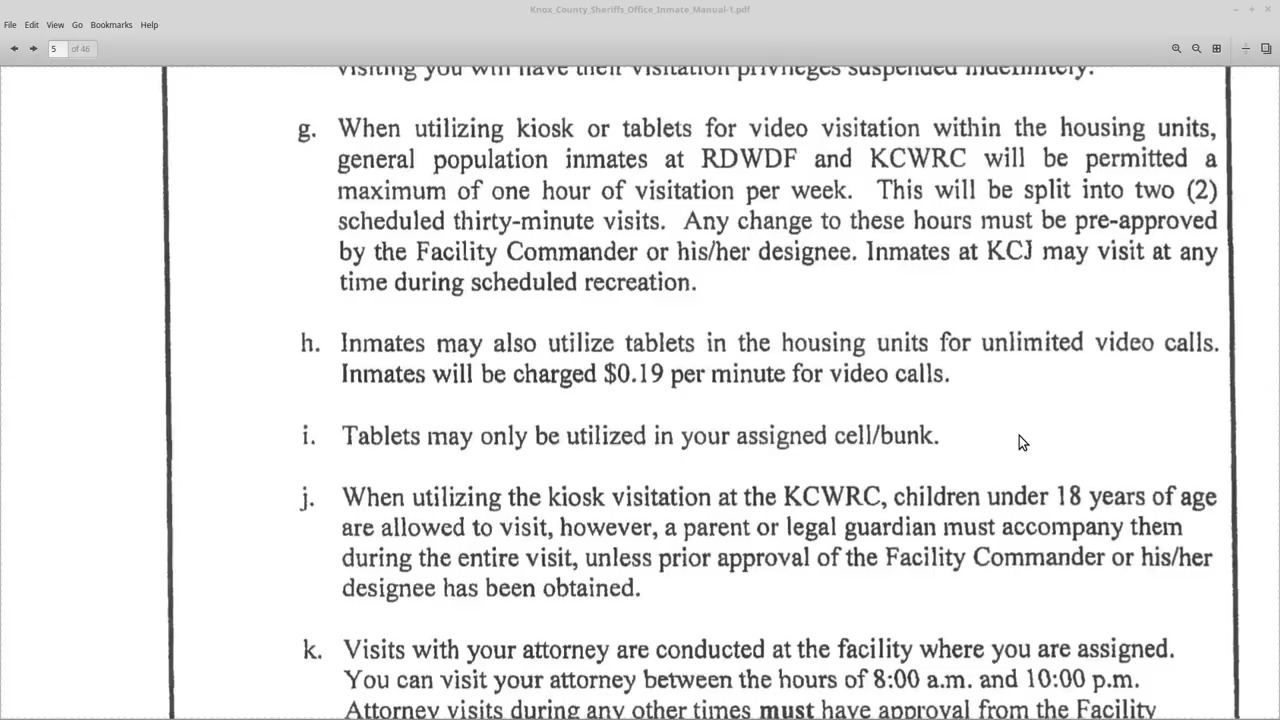 Knox_County_Sheriffs_Office_Inmate_Manual-1.pdf
File Edit View Go Bookmarks Help
5 of 46
visiting you will have their visitation privileges suspended indefinitely.
g. When utilizing kiosk or tablets for video visitation within the housing units,
general population inmates at RDWDF and KCWRC will be permitted a
maximum of one hour of visitation per week. This will be split into two (2)
scheduled thirty-minute visits. Any change to these hours must be pre-approved
by the Facility Commander or his/her designee. Inmates at KCJ may visit at any
time during scheduled recreation.
h. Inmates may also utilize tablets in the housing units for unlimited video calls.
Inmates will be charged $0.19 per minute for video calls.
i. Tablets may only be utilized in your assigned cell/bunk.
j. When utilizing the kiosk visitation at the KCWRC, children under 18 years of age
are allowed to visit, however, a parent or legal guardian must accompany them
during the entire visit, unless prior approval of the Facility Commander or his/her
designee has been obtained.
k. Visits with your attorney are conducted at the facility where you are assigned.
You can visit your attorney between the hours of 8:00 a.m. and 10:00 p.m.
Attorney visits during any other times must have approval from the Facility